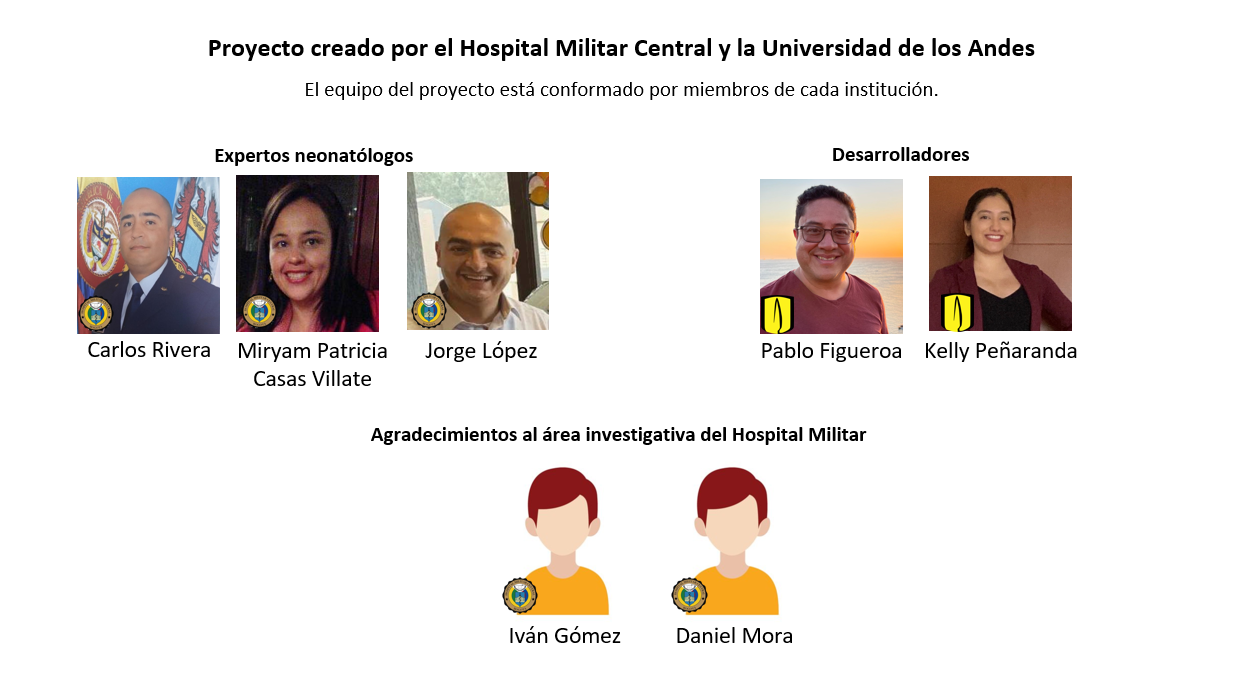 Proyecto creado por el Hospital Militar Central y la Universidad de los Andes
El equipo del proyecto está conformado por miembros de cada institución.
Expertos neonatólogos
Desarrolladores
Carlos Rivera
Miryam Patricia
Casas Villate
Jorge López
Pablo Figueroa
Kelly Peñaranda
Agradecimientos al área investigativa del Hospital Militar
Iván Gómez
Daniel Mora